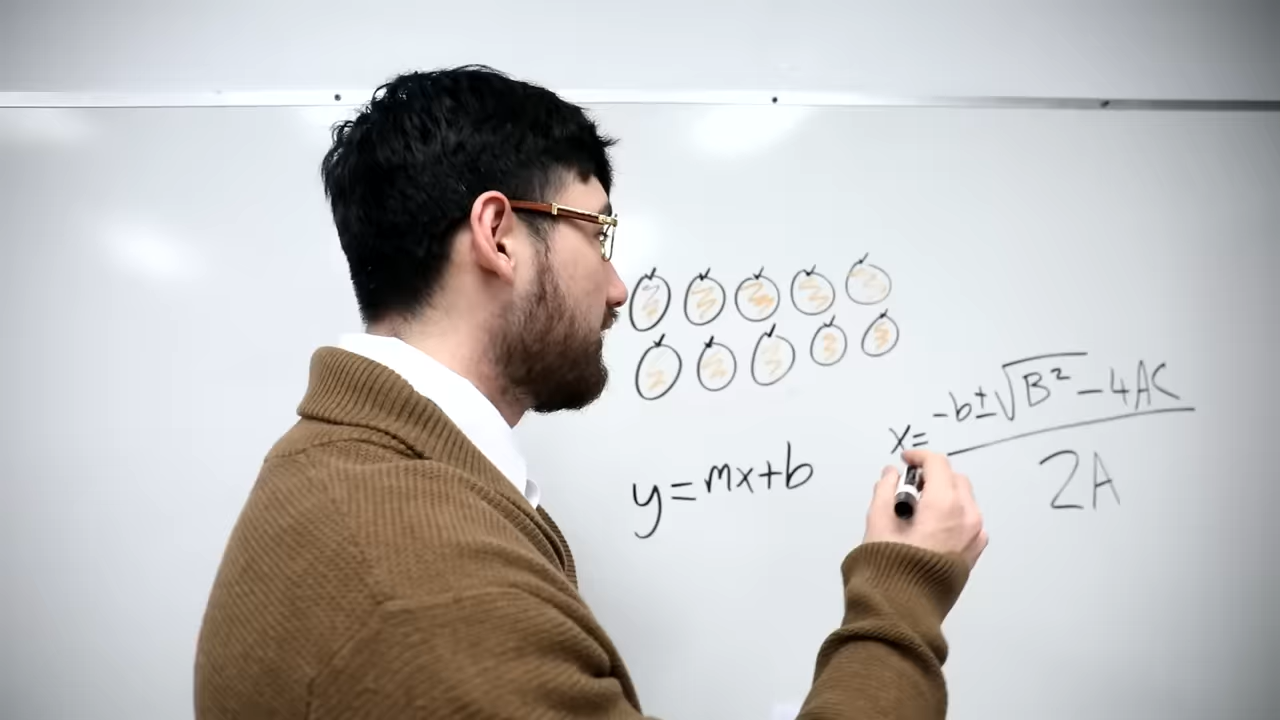 y=mx+b
x= -b±√B²-4AC
2A